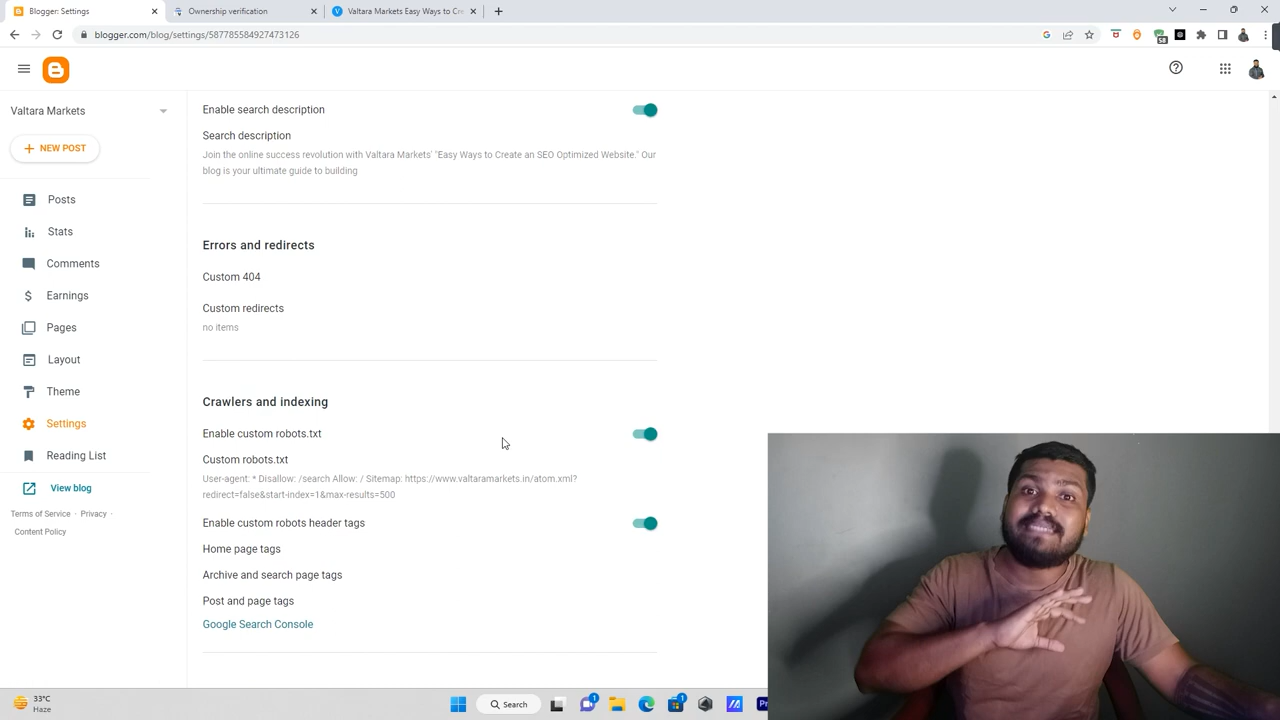 Blogger: Settings
Ownership verification
Valtara Markets Easy Ways to Cre
blogger.com/blog/settings/587785584927473126
58
Valtara Markets
NEW POST
Posts
Stats
Comments
Earnings
Pages
Layout
Theme
Settings
Reading List
View blog
Terms of Service · Privacy ·
Content Policy
Enable search description
Search description
Join the online success revolution with Valtara Markets' "Easy Ways to Create an SEO Optimized Website." Our
blog is your ultimate guide to building
Errors and redirects
Custom 404
Custom redirects
no items
Crawlers and indexing
Enable custom robots.txt
Custom robots.txt
User-agent: * Disallow: /search Allow: / Sitemap: https://www.valtaramarkets.in/atom.xml?
redirect=false&start-index=1&max-results=500
Enable custom robots header tags
Home page tags
Archive and search page tags
Post and page tags
Google Search Console
33°C
Haze
Search
1
1
Pr